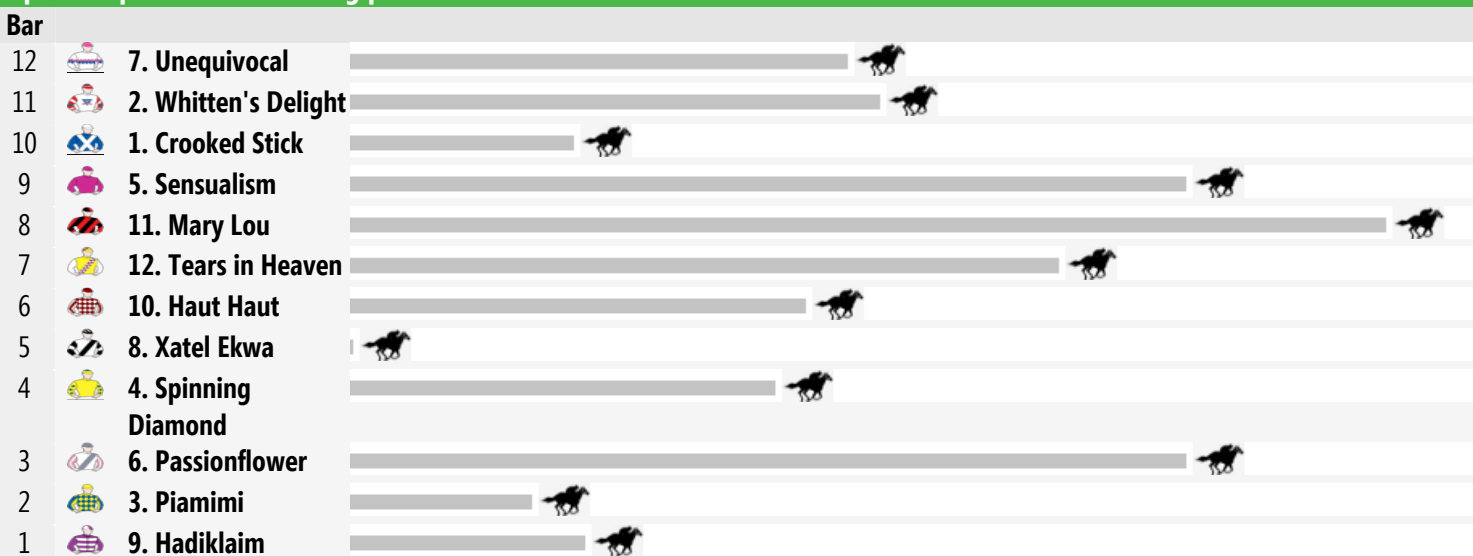 Bar
12 7. Unequivocal
11 2. Whitten's Delight
10 1. Crooked Stick
9 5. Sensualism
8 11. Mary Lou
7 12. Tears in Heaven
6 10. Haut Haut
5 8. Xatel Ekwa
4 4. Spinning
Diamond
3 6. Passionflower
2 3. Piamimi
1 9. Hadiklaim